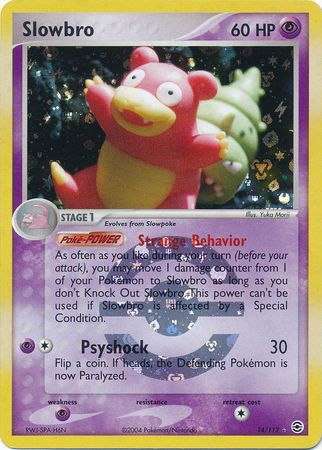 Slowbro 60 HP
Illus. Yuka Morii
STAGE 1
Evolves from Slowpoke
Poké-POWER Strange Behavior
As often as you like during your turn (before your
attack), you may move 1 damage counter from 1
of your Pokémon to Slowbro as long as you
don't Knock Out Slowbro. This power can't be
used if Slowbro is affected by a Special
Condition.
Psyshock 30
Flip a coin. If heads, the Defending Pokémon is
now Paralyzed.
weakness resistance retreat cost
RWJ-SPA-H6N ©2004 Pokémon/Nintendo 14/112